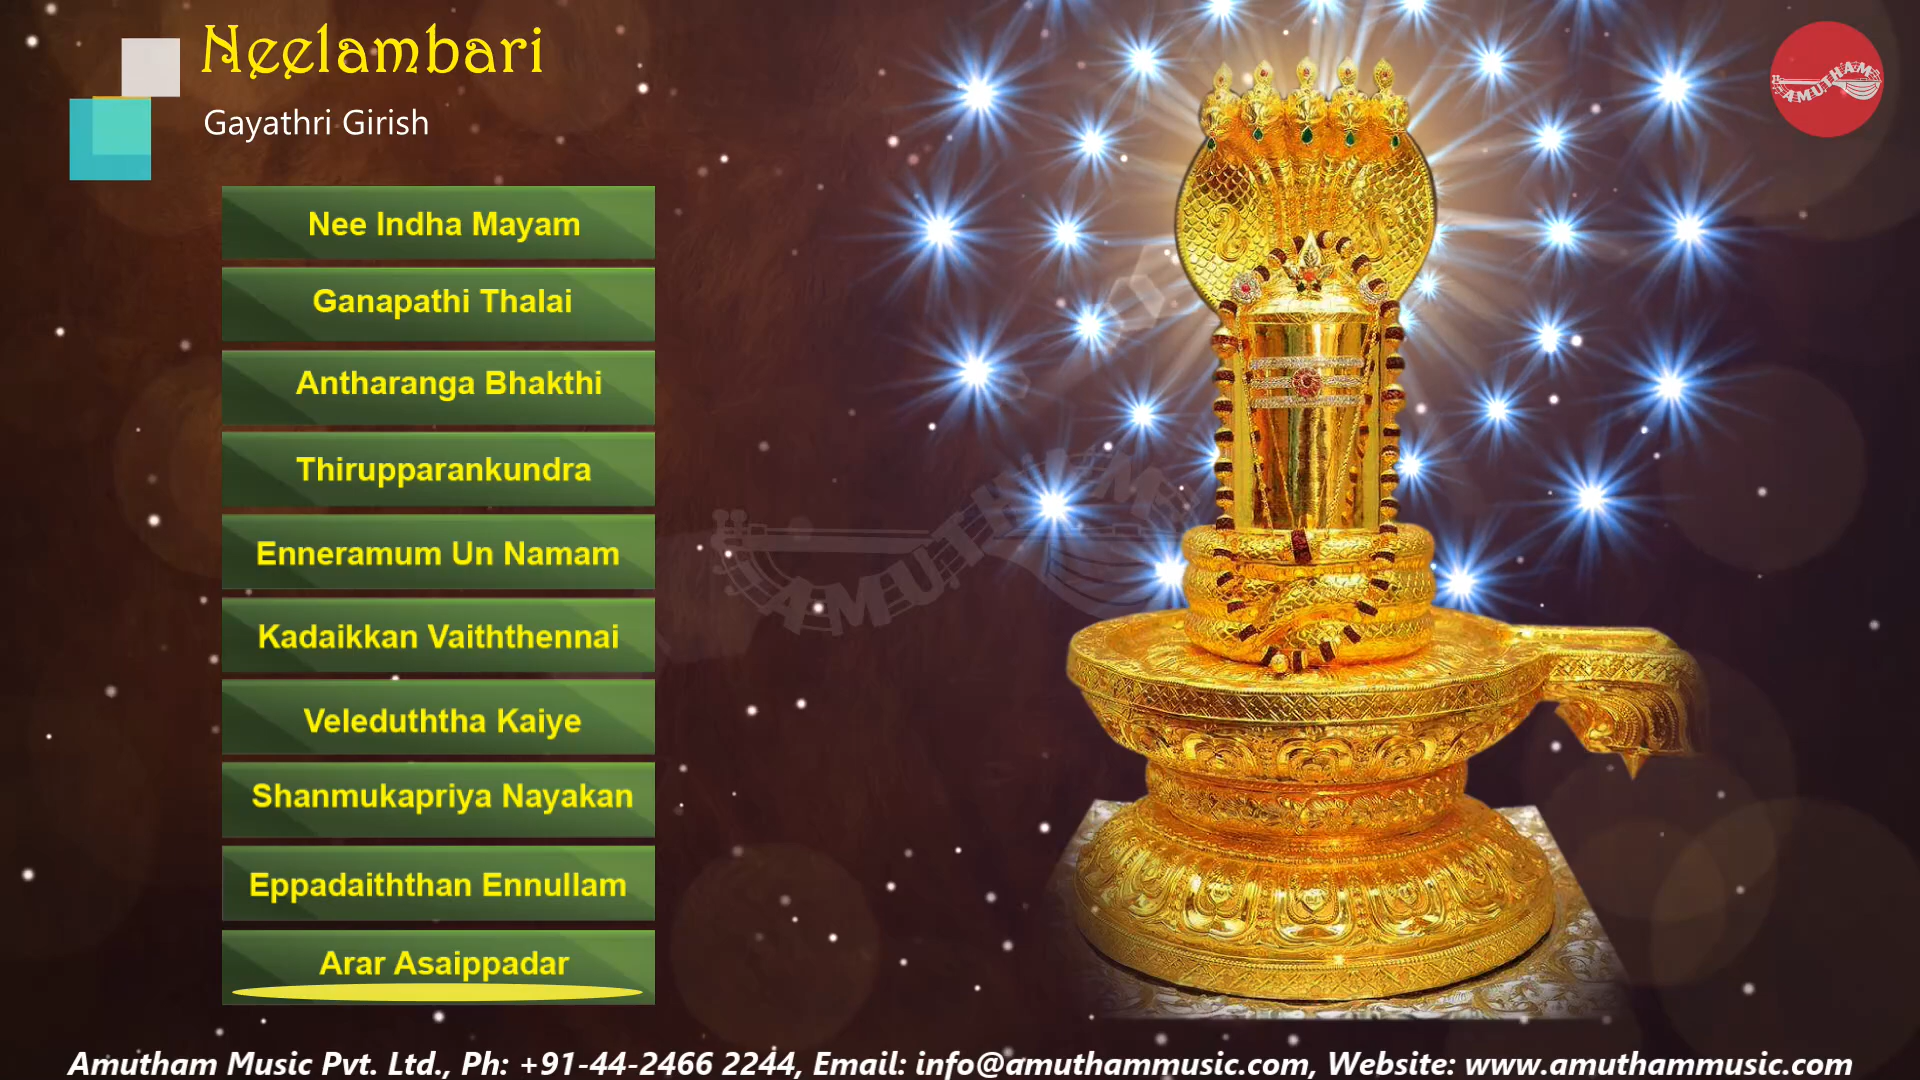 Neelambari
Gayathri Girish
AMUTHAM
Nee Indha Mayam
Ganapathi Thalai
Antharanga Bhakthi
Thirupparankundra
Enneramum Un Namam
Kadaikkan Vaiththennai
Veleduththa Kaiye
Shanmukapriya Nayakan
Eppadaiththan Ennullam
Arar Asaippadar
AMUTHAM
Amutham Music Pvt. Ltd., Ph: +91-44-2466 2244, Email: info@amuthammusic.com, Website: www.amuthammusic.com